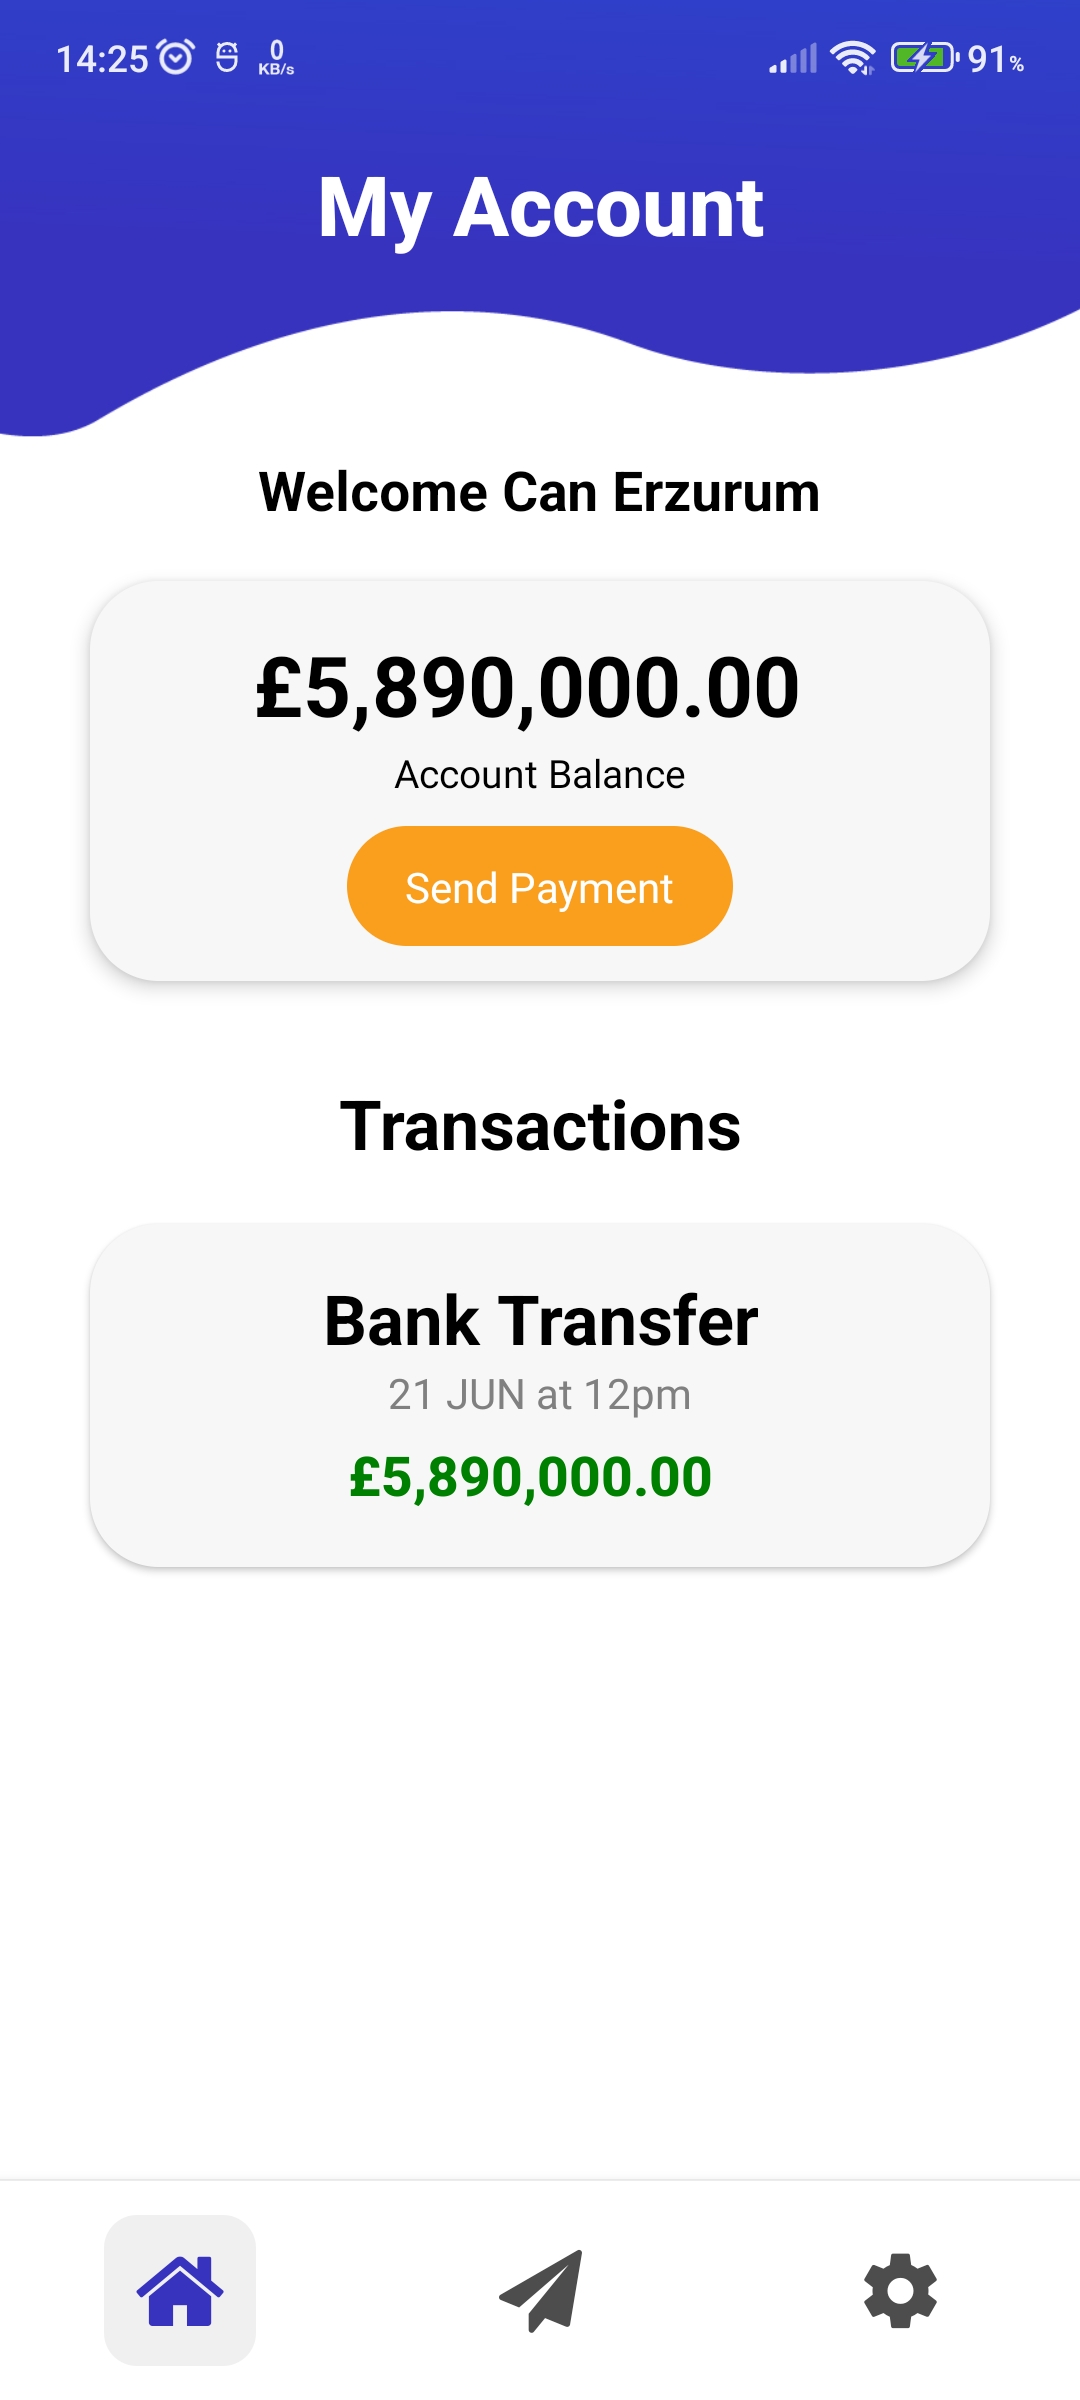 14:25 0 KB/s 91%
My Account
Welcome Can Erzurum
£5,890,000.00
Account Balance
Send Payment
Transactions
Bank Transfer
21 JUN at 12pm
£5,890,000.00